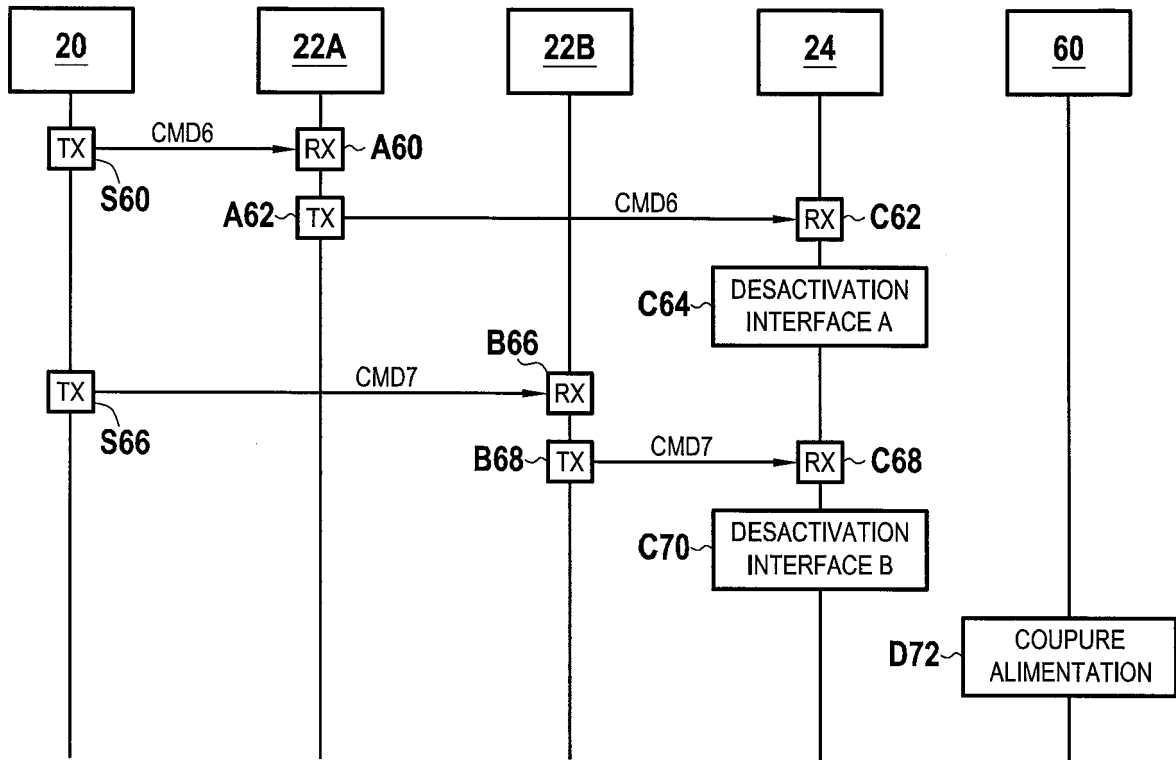 20
22A
22B
24
60
TX
CMD6
RX
A60
S60
A62
TX
CMD6
RX
C62
C64
DESACTIVATION
INTERFACE A
B66
TX
CMD7
RX
S66
B68
TX
CMD7
RX
C68
C70
DESACTIVATION
INTERFACE B
D72
COUPURE
ALIMENTATION